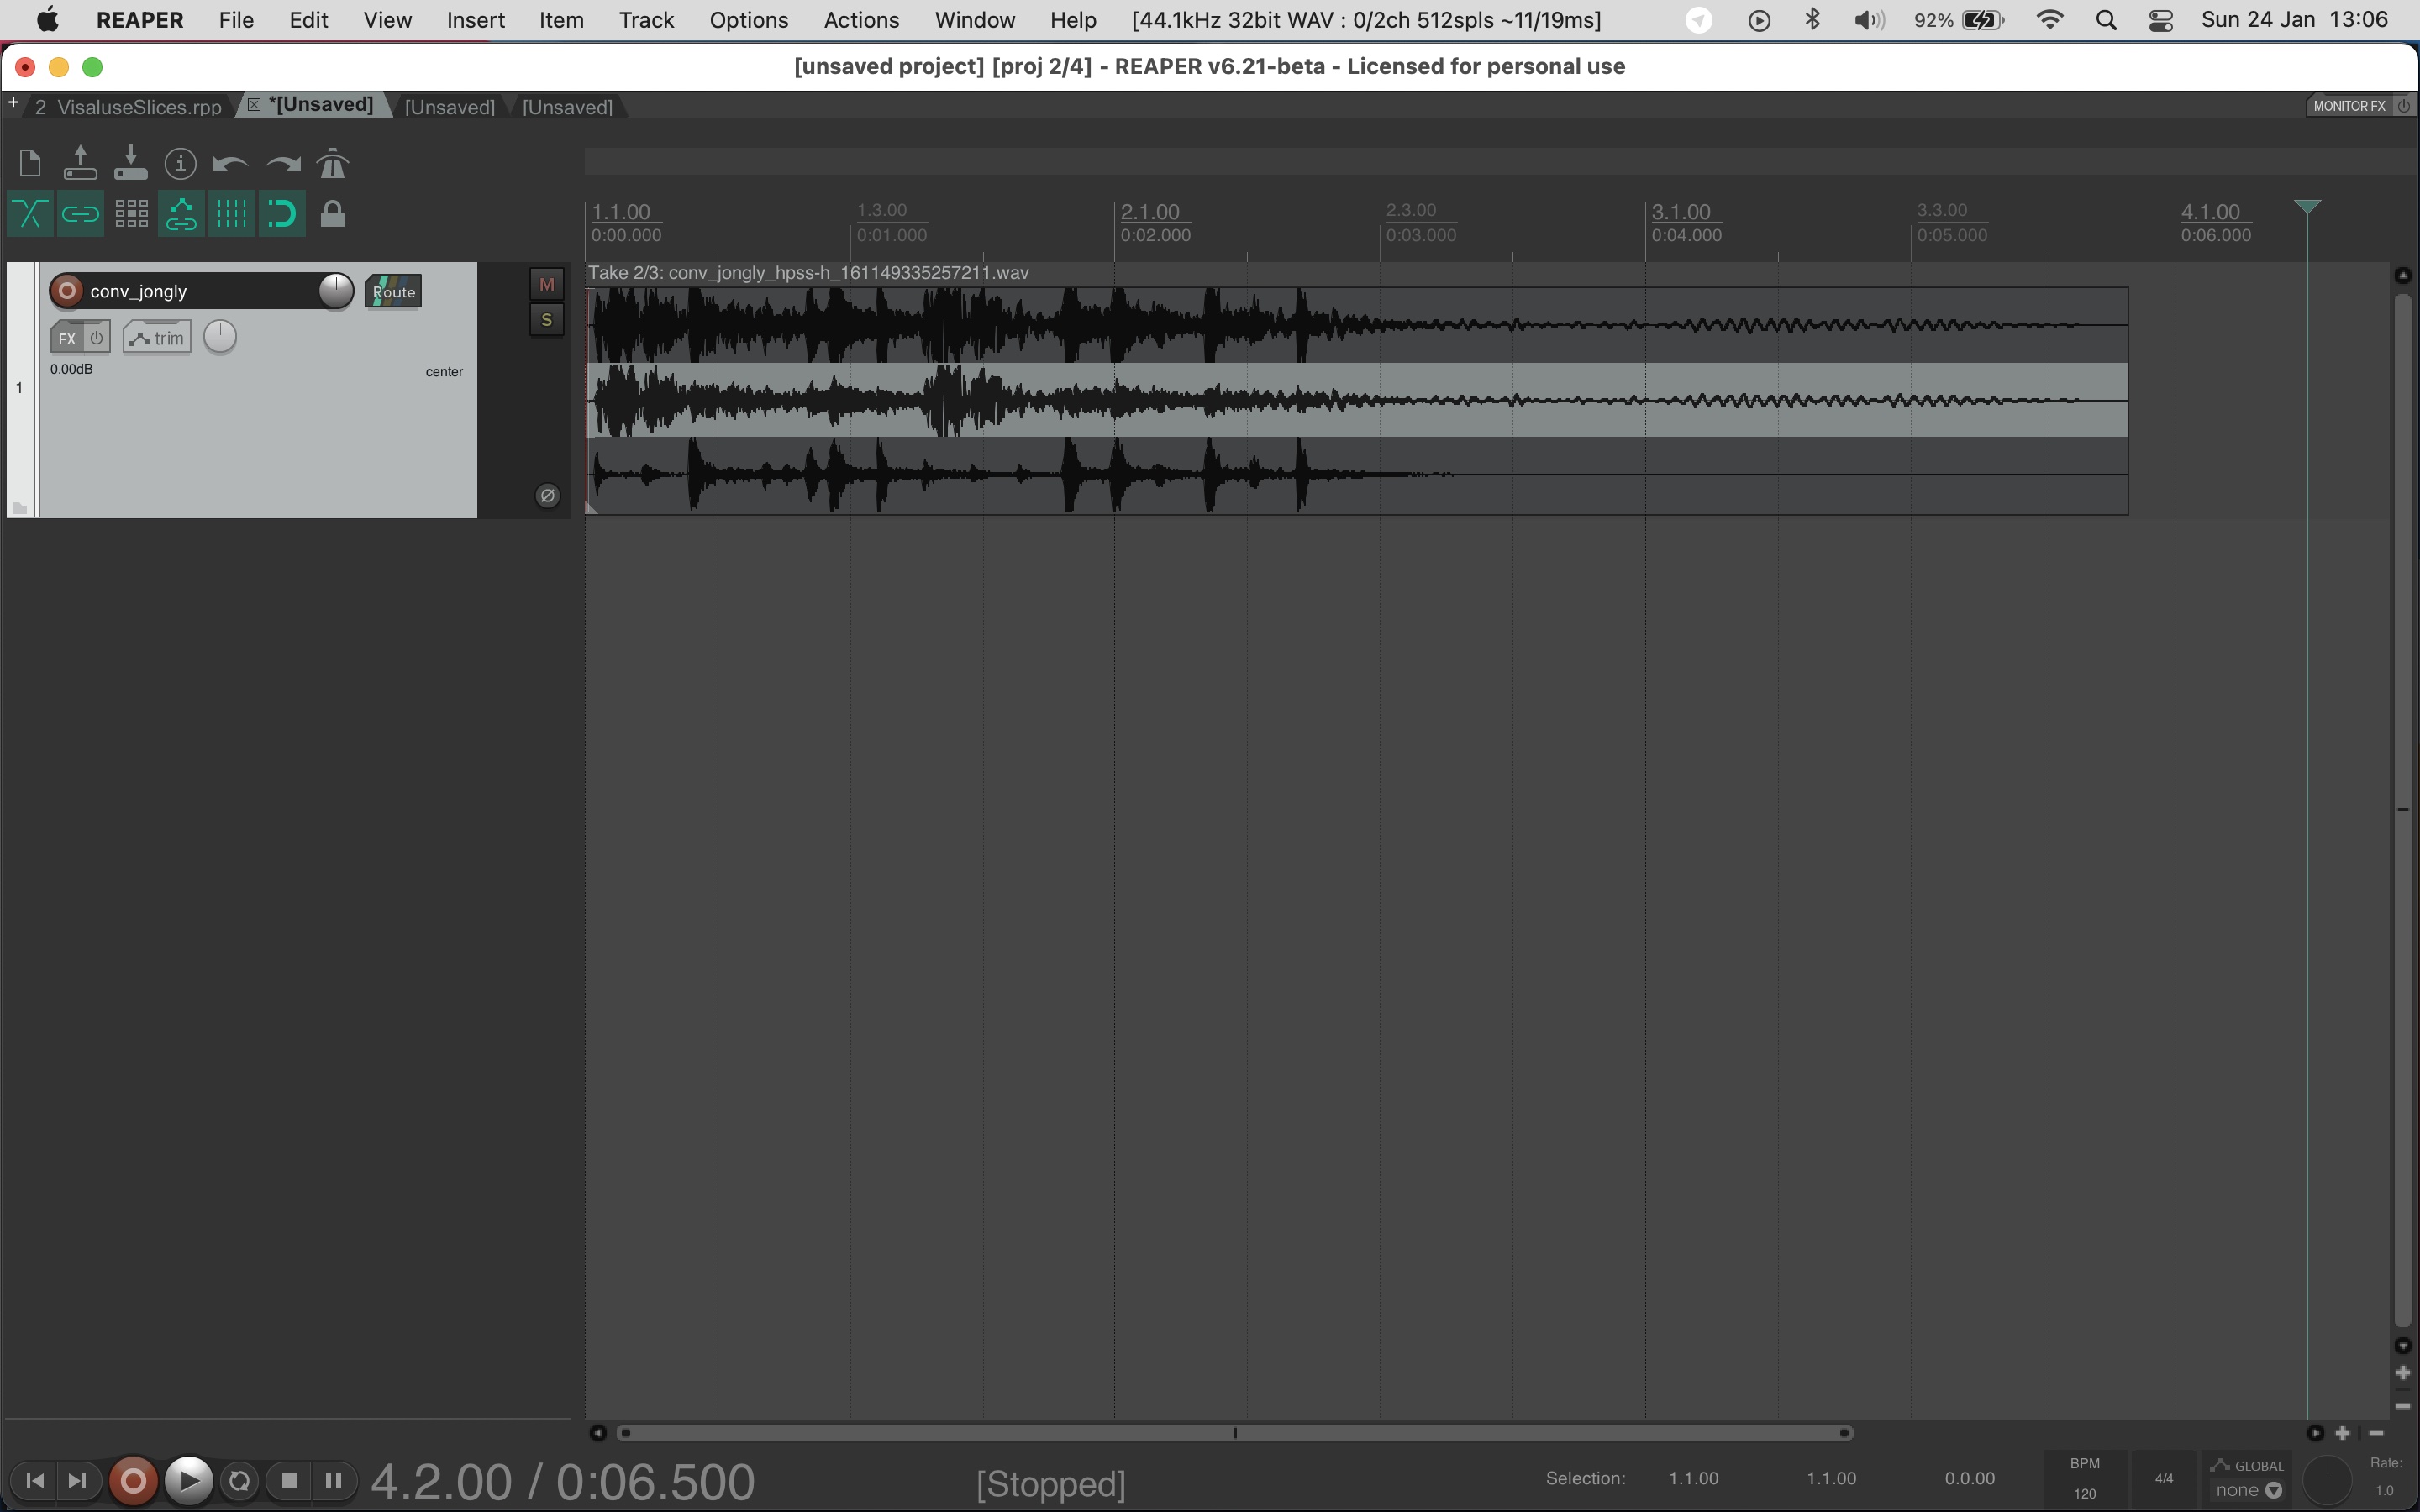 REAPER File Edit View Insert Item Track Options Actions Window Help [44.1kHz 32bit WAV : 0/2ch 512spls ~11/19ms] 92% Sun 24 Jan 13:06
[unsaved project] [proj 2/4] - REAPER v6.21-beta - Licensed for personal use
+ 2 VisaluseSlices.rpp *[Unsaved] [Unsaved] [Unsaved] MONITOR FX
1.1.00 1.3.00 2.1.00 2.3.00 3.1.00 3.3.00 4.1.00
0:00.000 0:01.000 0:02.000 0:03.000 0:04.000 0:05.000 0:06.000
Take 2/3: conv_jongly_hpss-h_161149335257211.wav
conv_jongly Route M
S
FX trim
0.00dB center
1
4.2.00 / 0:06.500 [Stopped] Selection: 1.1.00 1.1.00 0.0.00
BPM
120
4/4
GLOBAL
none
Rate:
1.0